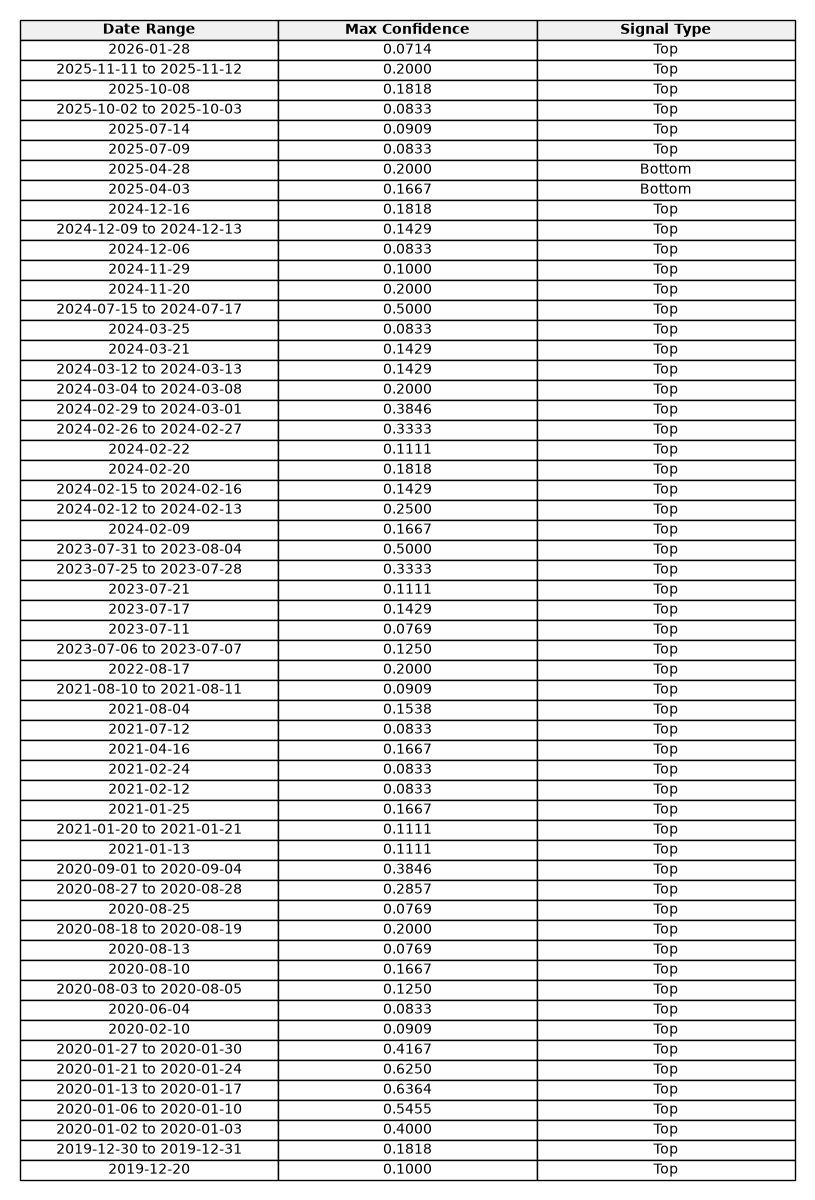 Date Range Max Confidence Signal Type
2026-01-28 0.0714 Top
2025-11-11 to 2025-11-12 0.2000 Top
2025-10-08 0.1818 Top
2025-10-02 to 2025-10-03 0.0833 Top
2025-07-14 0.0909 Top
2025-07-09 0.0833 Top
2025-04-28 0.2000 Bottom
2025-04-03 0.1667 Bottom
2024-12-16 0.1818 Top
2024-12-09 to 2024-12-13 0.1429 Top
2024-12-06 0.0833 Top
2024-11-29 0.1000 Top
2024-11-20 0.2000 Top
2024-07-15 to 2024-07-17 0.5000 Top
2024-03-25 0.0833 Top
2024-03-21 0.1429 Top
2024-03-12 to 2024-03-13 0.1429 Top
2024-03-04 to 2024-03-08 0.2000 Top
2024-02-29 to 2024-03-01 0.3846 Top
2024-02-26 to 2024-02-27 0.3333 Top
2024-02-22 0.1111 Top
2024-02-20 0.1818 Top
2024-02-15 to 2024-02-16 0.1429 Top
2024-02-12 to 2024-02-13 0.2500 Top
2024-02-09 0.1667 Top
2023-07-31 to 2023-08-04 0.5000 Top
2023-07-25 to 2023-07-28 0.3333 Top
2023-07-21 0.1111 Top
2023-07-17 0.1429 Top
2023-07-11 0.0769 Top
2023-07-06 to 2023-07-07 0.1250 Top
2022-08-17 0.2000 Top
2021-08-10 to 2021-08-11 0.0909 Top
2021-08-04 0.1538 Top
2021-07-12 0.0833 Top
2021-04-16 0.1667 Top
2021-02-24 0.0833 Top
2021-02-12 0.0833 Top
2021-01-25 0.1667 Top
2021-01-20 to 2021-01-21 0.1111 Top
2021-01-13 0.1111 Top
2020-09-01 to 2020-09-04 0.3846 Top
2020-08-27 to 2020-08-28 0.2857 Top
2020-08-25 0.0769 Top
2020-08-18 to 2020-08-19 0.2000 Top
2020-08-13 0.0769 Top
2020-08-10 0.1667 Top
2020-08-03 to 2020-08-05 0.1250 Top
2020-06-04 0.0833 Top
2020-02-10 0.0909 Top
2020-01-27 to 2020-01-30 0.4167 Top
2020-01-21 to 2020-01-24 0.6250 Top
2020-01-13 to 2020-01-17 0.6364 Top
2020-01-06 to 2020-01-10 0.5455 Top
2020-01-02 to 2020-01-03 0.4000 Top
2019-12-30 to 2019-12-31 0.1818 Top
2019-12-20 0.1000 Top